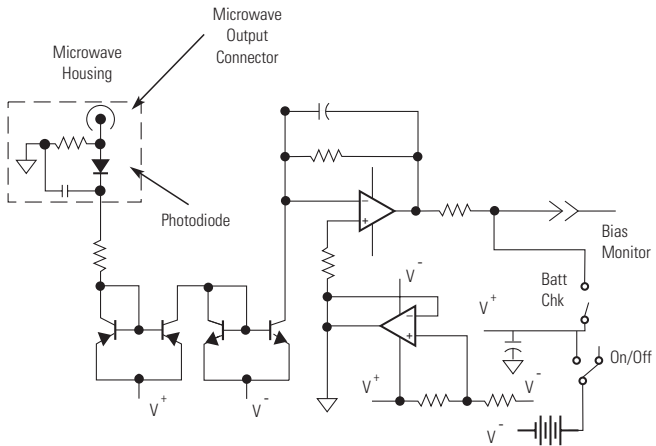 Microwave
Output
Connector
Microwave
Housing
Photodiode
−
+
Bias
Monitor
V-
Batt
Chk
V+
−
+
On/Off
V+
V-
V+
V-
V-